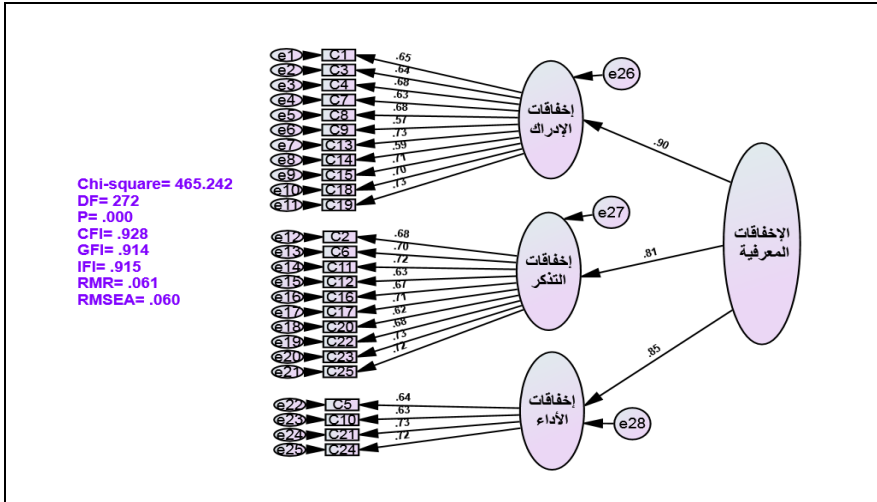 Chi-square= 465.242
DF= 272
P= .000
CFI= .928
GFI= .914
IFI= .915
RMR= .061
RMSEA= .060
e1 C1 .65
e2 C3 .64
e3 C4 .68
e4 C7 .63
e5 C8 .68
e6 C9 .57
e7 C13 .73
e8 C14 .59
e9 C15 .71
e10 C18 .70
e11 C19 .73
إخفاقات
الإدراك
e26
.90
e12 C2 .68
e13 C6 .70
e14 C11 .72
e15 C12 .63
e16 C16 .67
e17 C17 .71
e18 C20 .62
e19 C22 .68
e20 C23 .73
e21 C25 .72
إخفاقات
التذكر
e27
.81
e22 C5 .64
e23 C10 .63
e24 C21 .73
e25 C24 .72
إخفاقات
الأداء
e28
.85
الإخفاقات
المعرفية